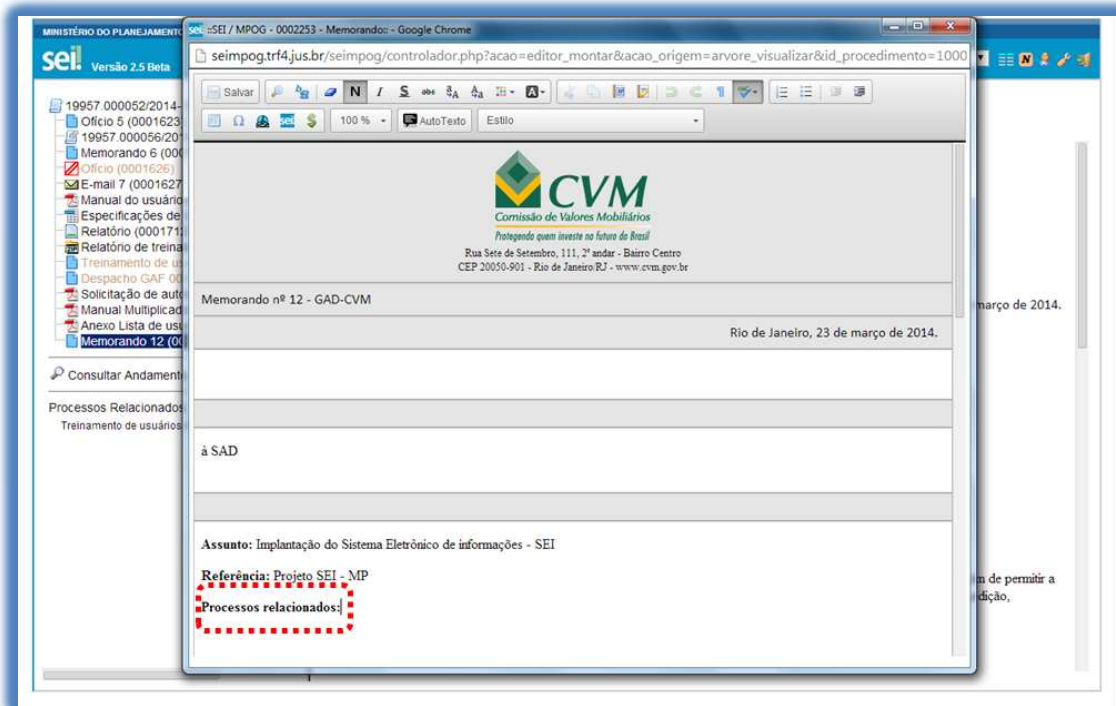 MINISTÉRIO DO PLANEJAMENTO
sei!
Versão 2.5 Beta
19957.000052/2014-
Ofício 5 (0001623
19957.000056/20
Memorando 6 (000
Ofício (0001626)
E-mail 7 (0001627
Manual do usuário
Especificações de
Relatório (000171
Relatório de treina
Treinamento de us
Despacho GAF 00
Solicitação de auto
Manual Multiplicad
Anexo Lista de usu
Memorando 12 (00
Consultar Andament
Processos Relacionados
Treinamento de usuários
sei ::SEI / MPOG - 0002253 - Memorando:: - Google Chrome
seimpog.trf4.jus.br/seimpog/controlador.php?acao=editor_montar&acao_origem=arvore_visualizar&id_procedimento=1000
Salvar N I S abc
100 % AutoTexto Estilo
CVM
Comissão de Valores Mobiliários
Protegendo quem investe no futuro do Brasil
Rua Sete de Setembro, 111, 2º andar - Bairro Centro
CEP 20050-901 - Rio de Janeiro/RJ - www.cvm.gov.br
Memorando nº 12 - GAD-CVM
Rio de Janeiro, 23 de março de 2014.
à SAD
Assunto: Implantação do Sistema Eletrônico de informações - SEI
Referência: Projeto SEI - MP
Processos relacionados:
março de 2014.
de permitir a
dição,